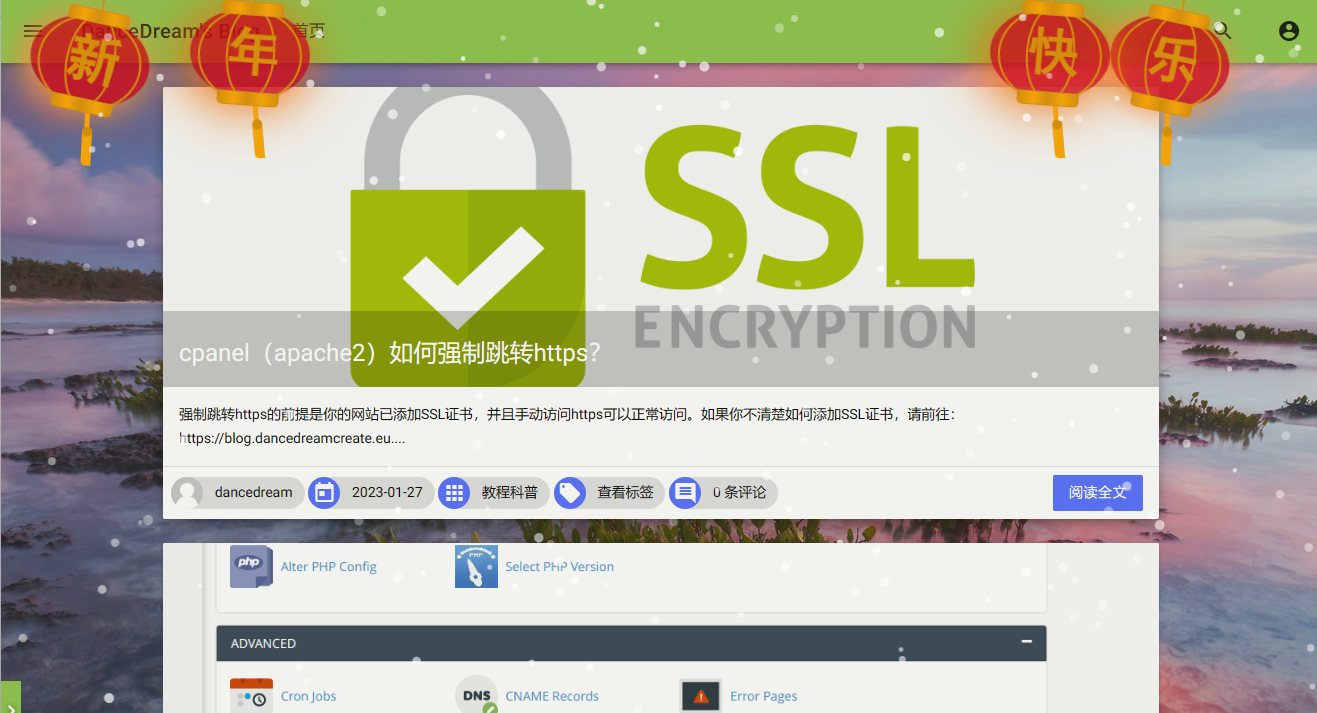 DanceDream's Blog 首页
新年快乐
SSL
ENCRYPTION
cpanel（apache2）如何强制跳转https？
强制跳转https的前提是你的网站已添加SSL证书，并且手动访问https可以正常访问。如果你不清楚如何添加SSL证书，请前往：
https://blog.dancedreamcreate.eu....
dancedream 2023-01-27 教程科普 查看标签 0 条评论 阅读全文
php Alter PHP Config PHP Select PHP Version
ADVANCED
Cron Jobs DNS CNAME Records Error Pages